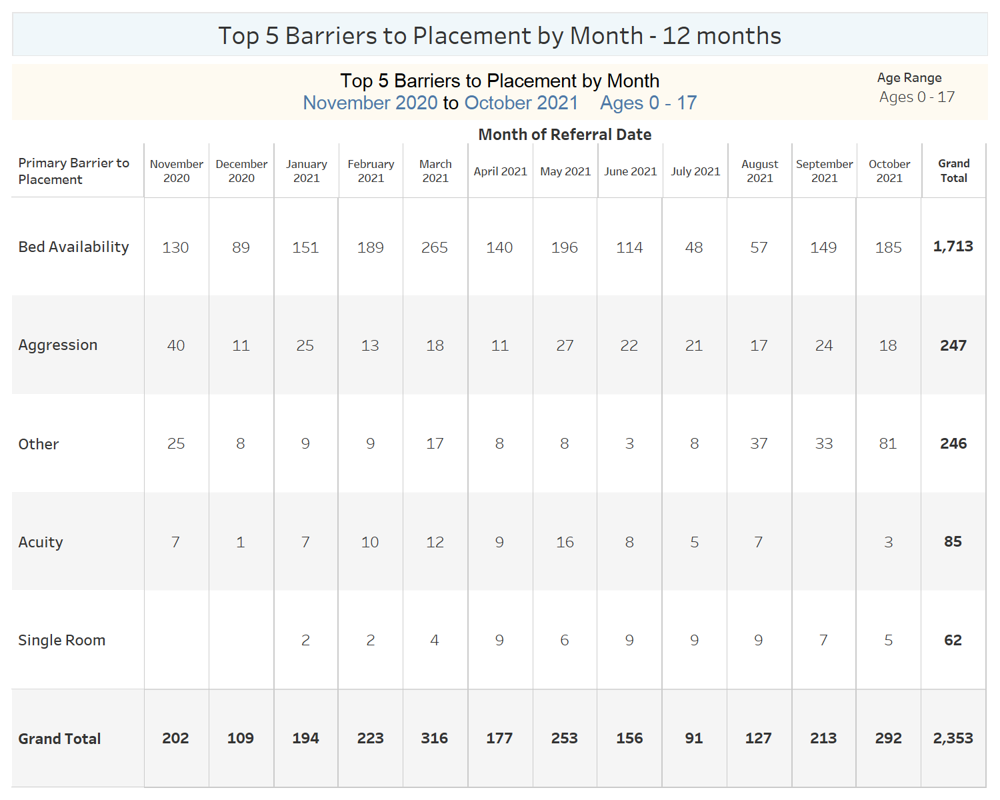 Top 5 Barriers to Placement by Month - 12 months
Top 5 Barriers to Placement by Month
November 2020 to October 2021 Ages 0 - 17
Age Range
Ages 0 - 17
Month of Referral Date
Primary Barrier to Placement November 2020 December 2020 January 2021 February 2021 March 2021 April 2021 May 2021 June 2021 July 2021 August 2021 September 2021 October 2021 Grand Total
Bed Availability 130 89 151 189 265 140 196 114 48 57 149 185 1,713
Aggression 40 11 25 13 18 11 27 22 21 17 24 18 247
Other 25 8 9 9 17 8 8 3 8 37 33 81 246
Acuity 7 1 7 10 12 9 16 8 5 7 3 85
Single Room 2 2 4 9 6 9 9 9 7 5 62
Grand Total 202 109 194 223 316 177 253 156 91 127 213 292 2,353